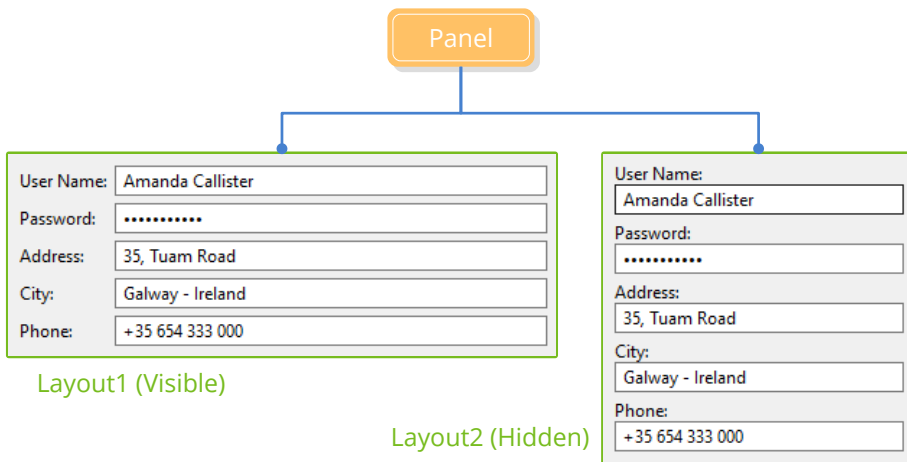 Panel
User Name: Amanda Callister
Password: •••••••••••
Address: 35, Tuam Road
City: Galway - Ireland
Phone: +35 654 333 000
Layout1 (Visible)
User Name:
Amanda Callister
Password:
•••••••••••
Address:
35, Tuam Road
City:
Galway - Ireland
Phone:
+35 654 333 000
Layout2 (Hidden)